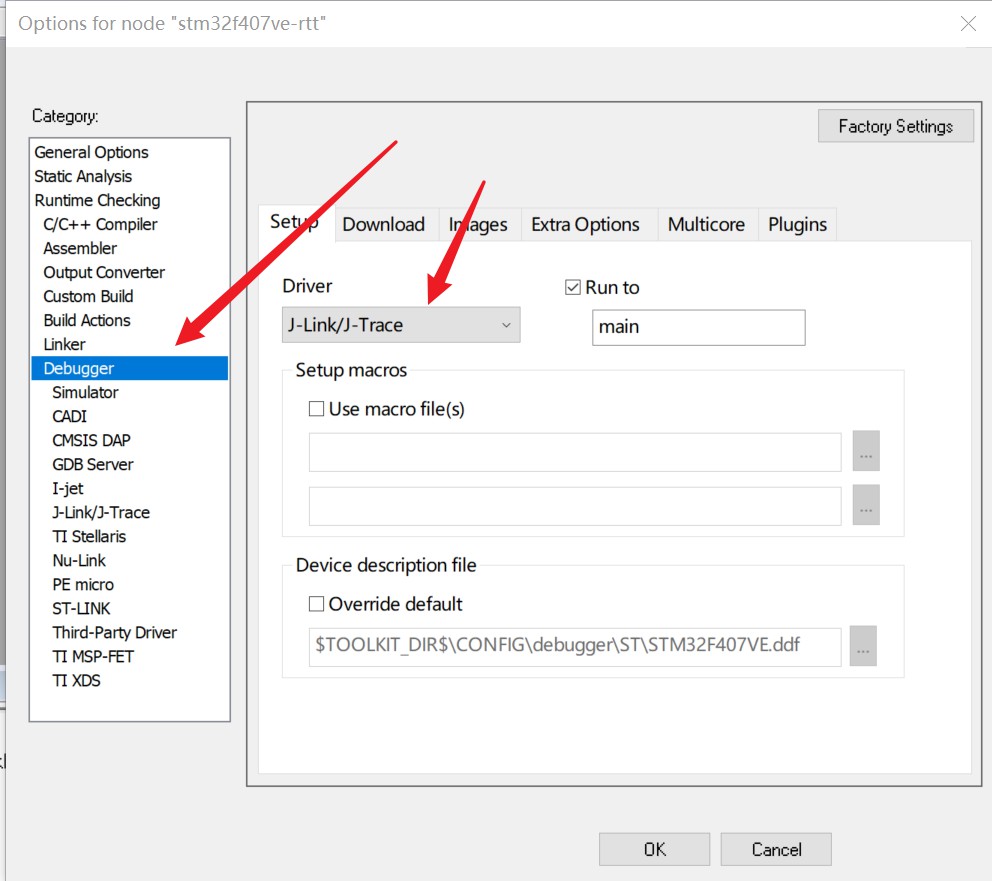 Options for node "stm32f407ve-rtt"
Category:
Factory Settings
General Options
Static Analysis
Runtime Checking
C/C++ Compiler
Assembler
Output Converter
Custom Build
Build Actions
Linker
Debugger
Simulator
CADI
CMSIS DAP
GDB Server
I-jet
J-Link/J-Trace
TI Stellaris
Nu-Link
PE micro
ST-LINK
Third-Party Driver
TI MSP-FET
TI XDS
Setup Download Images Extra Options Multicore Plugins
Driver
Run to
J-Link/J-Trace
main
Setup macros
Use macro file(s)
...
...
Device description file
Override default
$TOOLKIT_DIR$\CONFIG\debugger\ST\STM32F407VE.ddf
...
OK Cancel